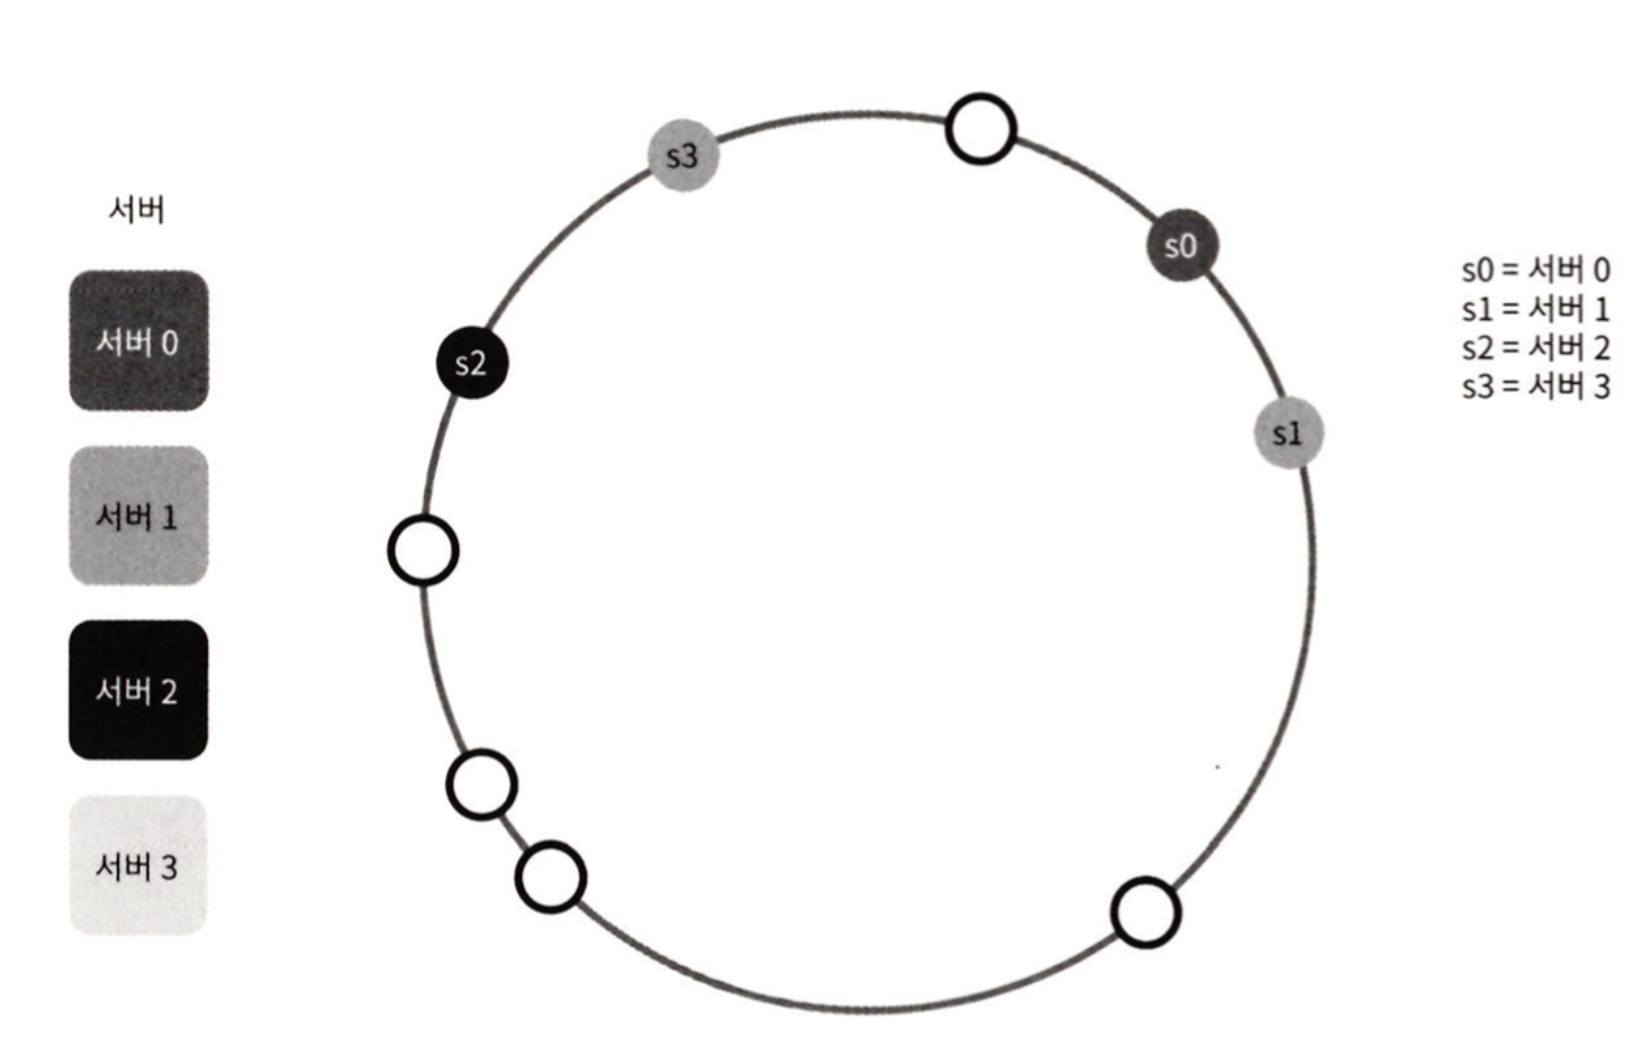 서버
서버 0
서버 1
서버 2
서버 3
s3
s0
s2
s1
s0 = 서버 0
s1 = 서버 1
s2 = 서버 2
s3 = 서버 3